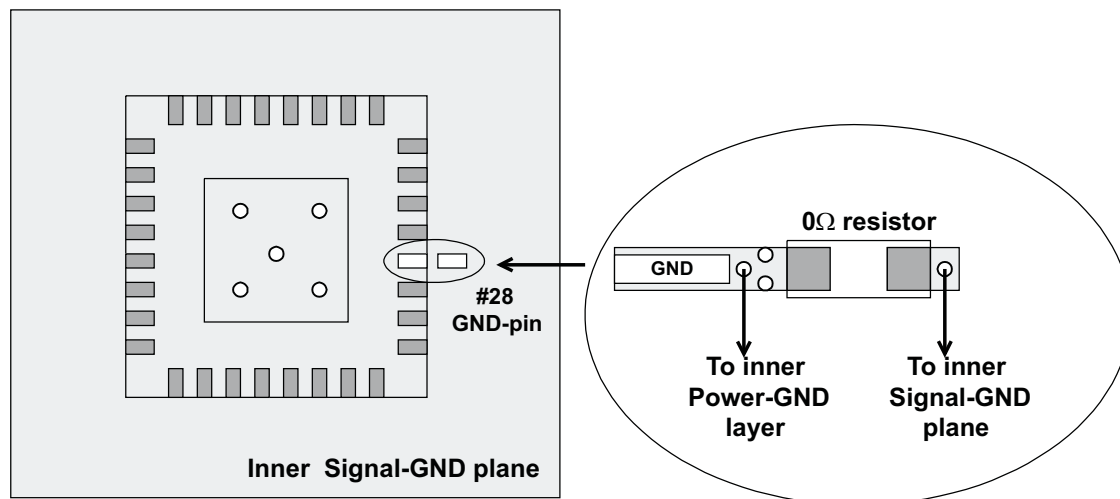 #28
GND-pin
Inner Signal-GND plane
0Ω resistor
GND
To inner
Power-GND
layer
To inner
Signal-GND
plane